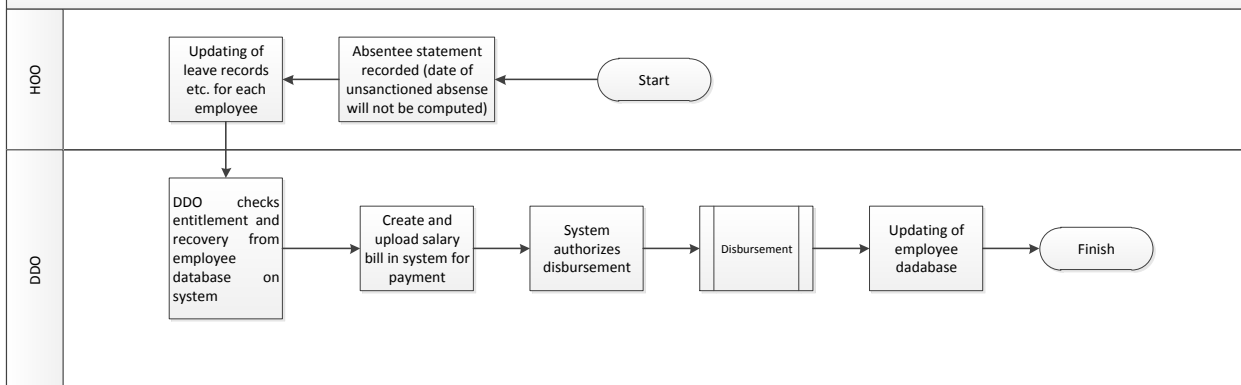 HOO
Updating of
leave records
etc. for each
employee
Absentee statement
recorded (date of
unsanctioned absense
will not be computed)
Start
DDO
DDO checks
entitlement and
recovery from
employee
database on
system
Create and
upload salary
bill in system for
payment
System
authorizes
disbursement
Disbursement
Updating of
employee
dadabase
Finish